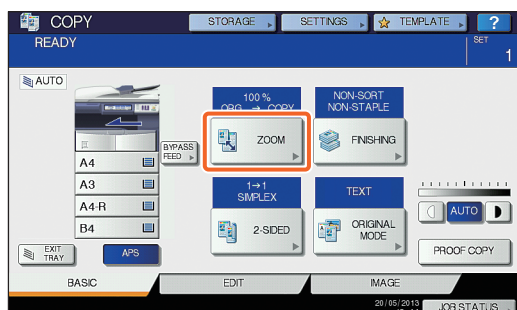 COPY
STORAGE
SETTINGS
TEMPLATE
?
READY
SET
1
AUTO
100 %
ORG. → COPY
NON-SORT
NON-STAPLE
BYPASS
FEED
ZOOM
FINISHING
A4
A3
A4-R
B4
1→1
SIMPLEX
TEXT
2-SIDED
ORIGINAL
MODE
AUTO
EXIT
TRAY
APS
PROOF COPY
BASIC
EDIT
IMAGE
20/05/2013
JOB STATUS